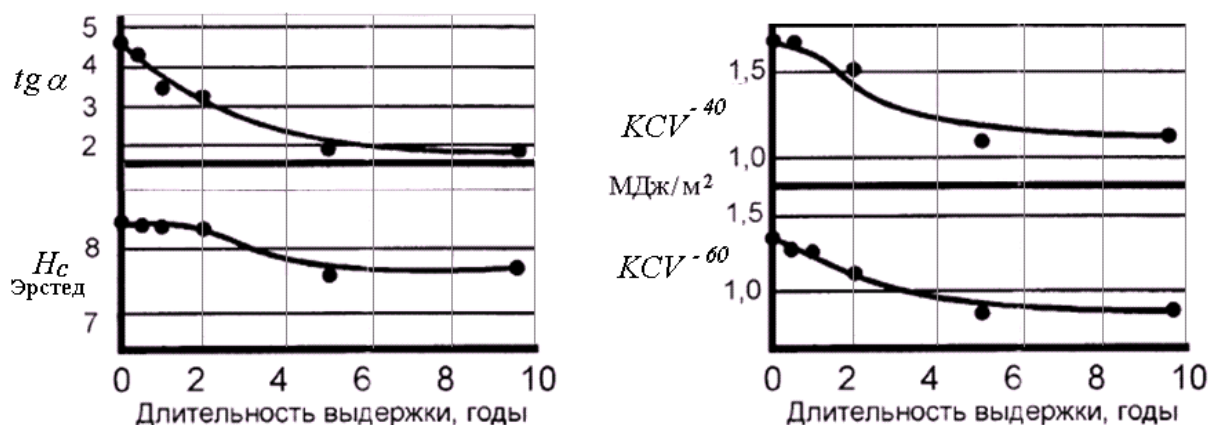 5
4
tg α
3
2
8
Hc
Эрстед
7
0 2 4 6 8 10
Длительность выдержки, годы
1,5
KCV⁻⁴⁰
1,0
МДж/м²
1,5
KCV⁻⁶⁰
1,0
0 2 4 6 8 10
Длительность выдержки, годы